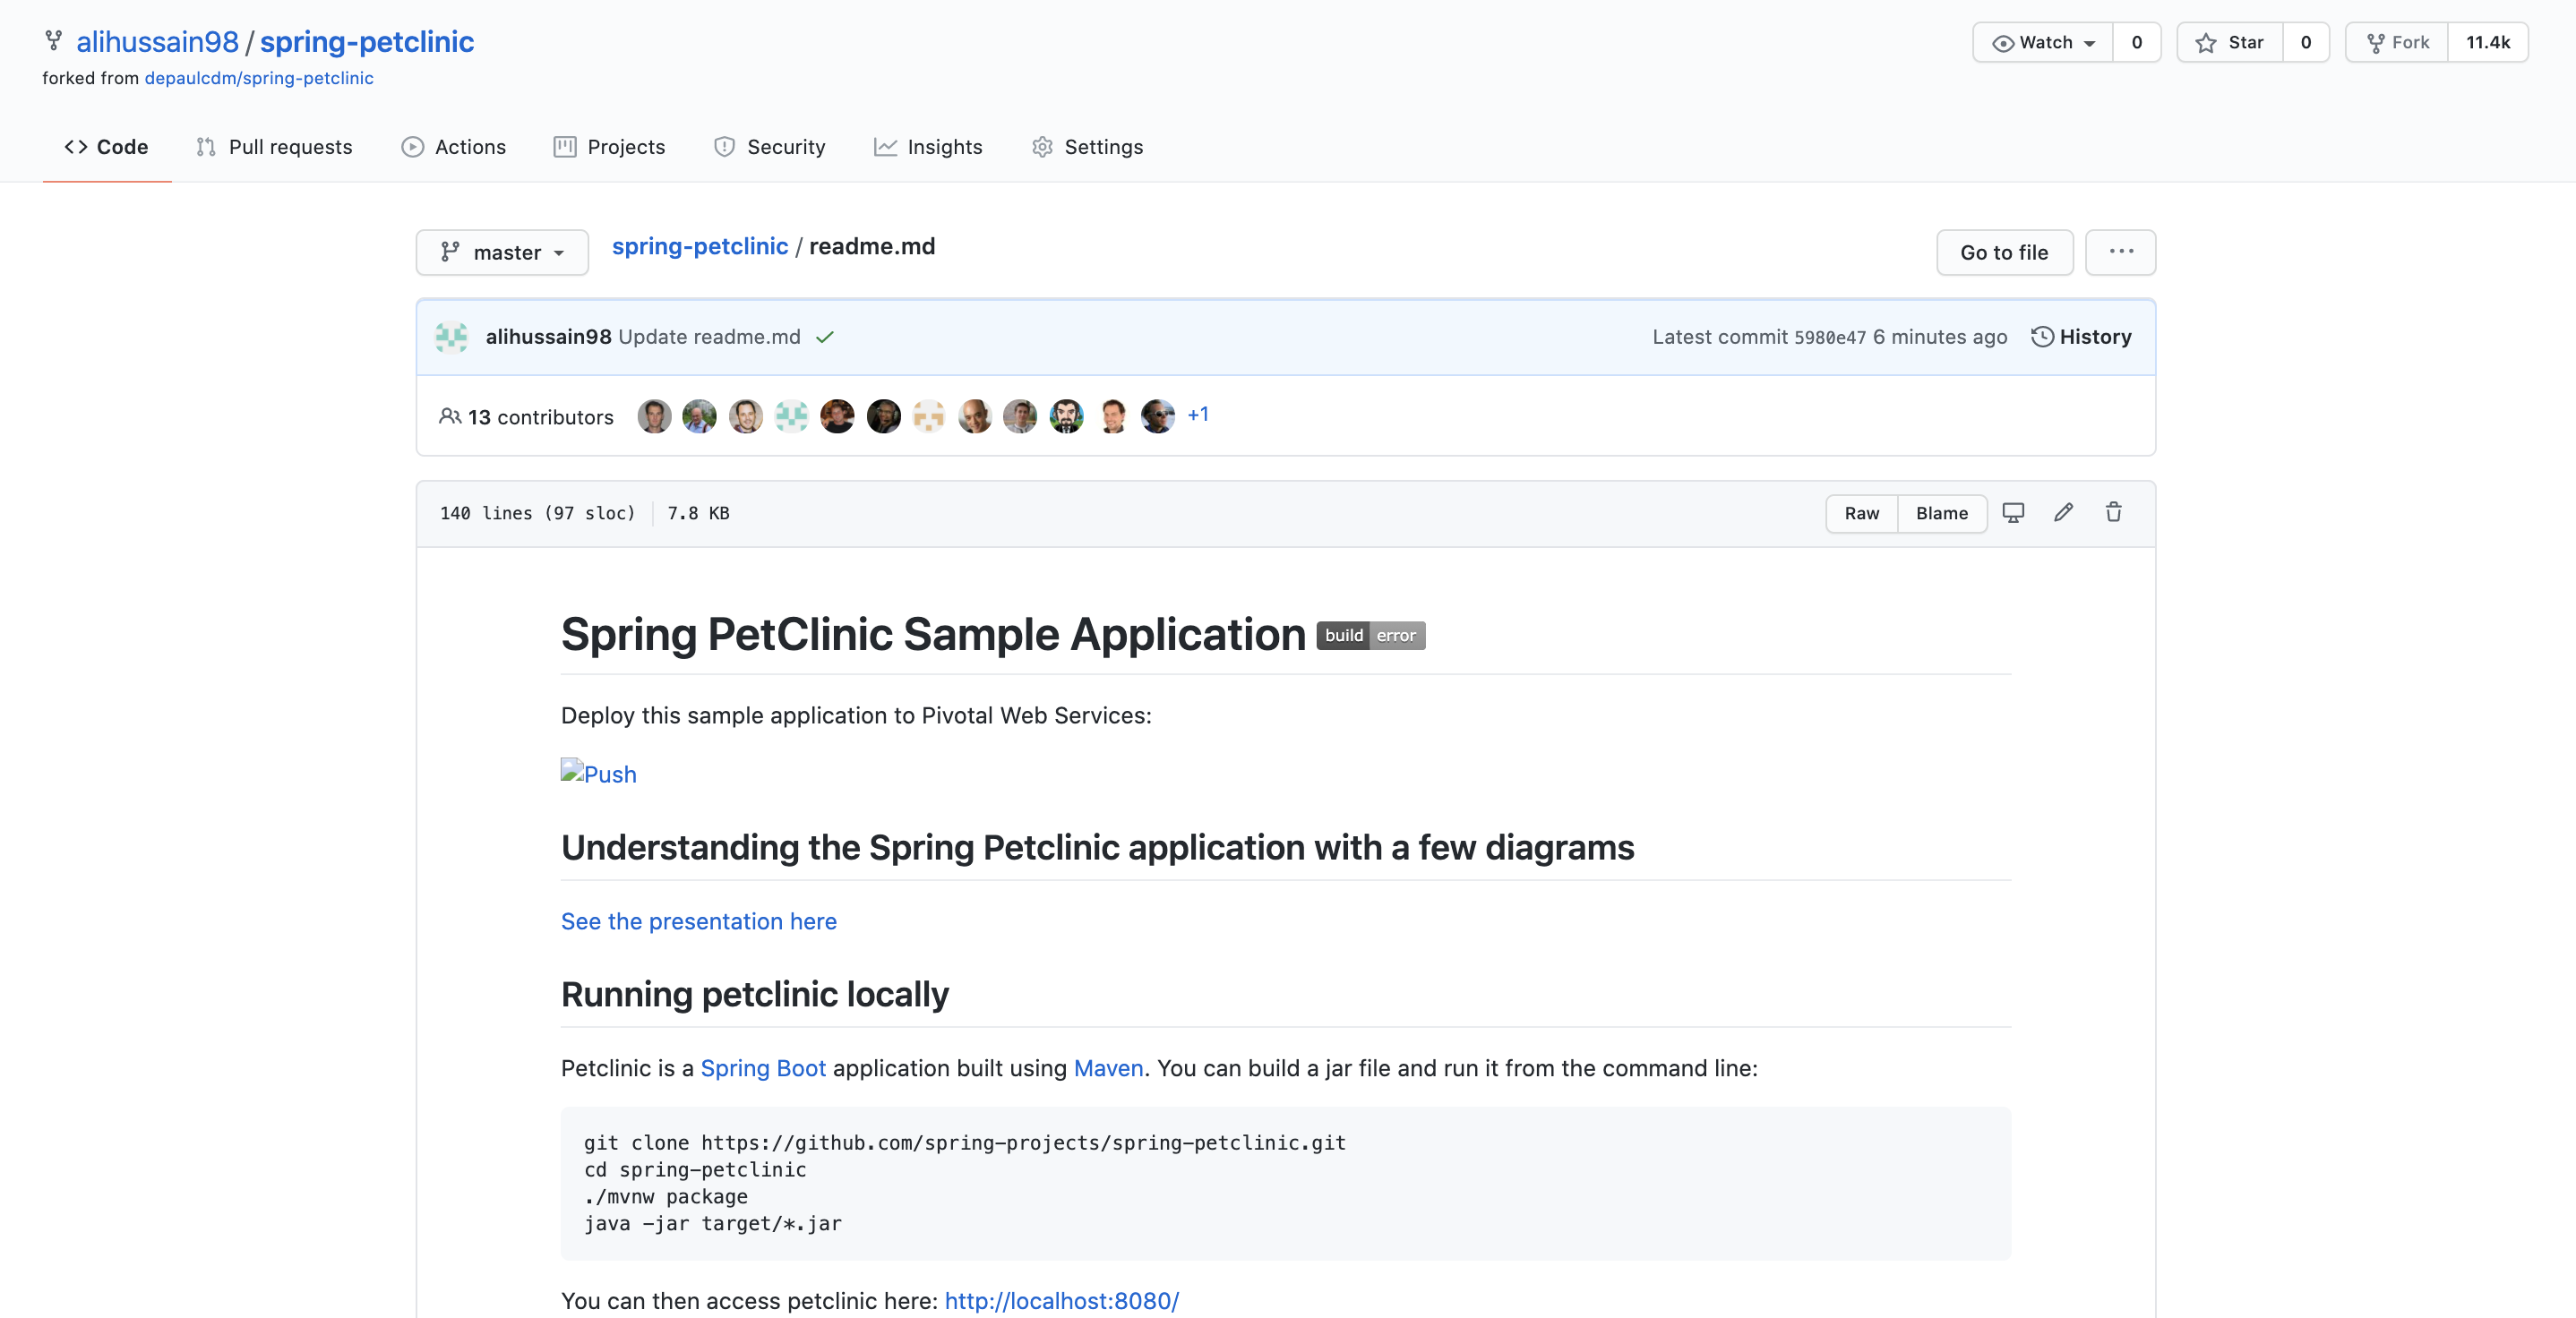 alihussain98 / spring-petclinic
forked from depaulcdm/spring-petclinic
Watch 0 Star 0 Fork 11.4k
Code Pull requests Actions Projects Security Insights Settings
master spring-petclinic / readme.md Go to file
alihussain98 Update readme.md Latest commit 5980e47 6 minutes ago History
13 contributors +1
140 lines (97 sloc) 7.8 KB Raw Blame
Spring PetClinic Sample Application build error
Deploy this sample application to Pivotal Web Services:
Push
Understanding the Spring Petclinic application with a few diagrams
See the presentation here
Running petclinic locally
Petclinic is a Spring Boot application built using Maven. You can build a jar file and run it from the command line:
git clone https://github.com/spring-projects/spring-petclinic.git
cd spring-petclinic
./mvnw package
java -jar target/*.jar
You can then access petclinic here: http://localhost:8080/